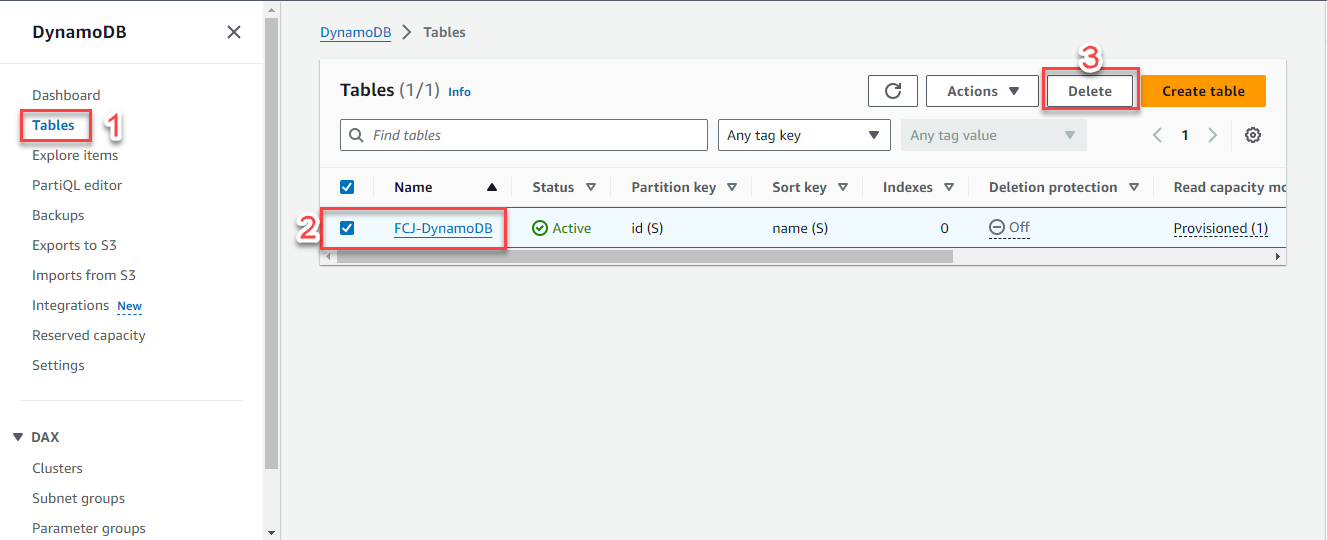 DynamoDB
Dashboard
Tables 1
Explore items
PartiQL editor
Backups
Exports to S3
Imports from S3
Integrations New
Reserved capacity
Settings
DAX
Clusters
Subnet groups
Parameter groups
DynamoDB > Tables
3
Tables (1/1) Info Actions Delete Create table
Find tables Any tag key Any tag value < 1 >
Name Status Partition key Sort key Indexes Deletion protection Read capacity mo
2 FCJ-DynamoDB Active id (S) name (S) 0 Off Provisioned (1)